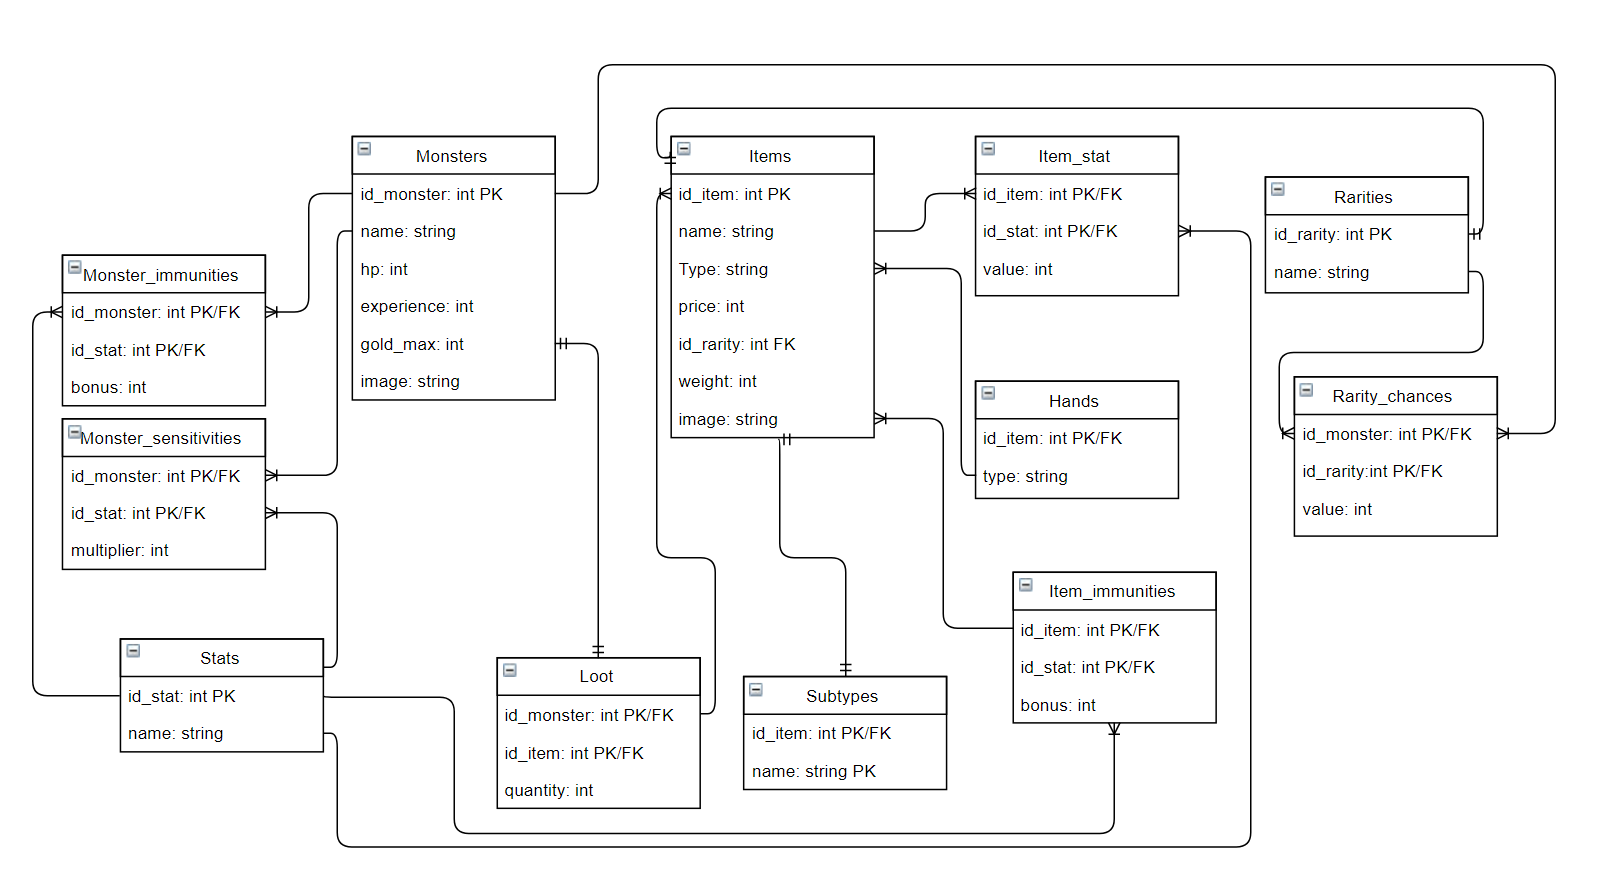 Monsters
id_monster: int PK
name: string
hp: int
experience: int
gold_max: int
image: string
Items
id_item: int PK
name: string
Type: string
price: int
id_rarity: int FK
weight: int
image: string
Item_stat
id_item: int PK/FK
id_stat: int PK/FK
value: int
Rarities
id_rarity: int PK
name: string
Monster_immunities
id_monster: int PK/FK
id_stat: int PK/FK
bonus: int
Monster_sensitivities
id_monster: int PK/FK
id_stat: int PK/FK
multiplier: int
Hands
id_item: int PK/FK
type: string
Rarity_chances
id_monster: int PK/FK
id_rarity:int PK/FK
value: int
Stats
id_stat: int PK
name: string
Loot
id_monster: int PK/FK
id_item: int PK/FK
quantity: int
Subtypes
id_item: int PK/FK
name: string PK
Item_immunities
id_item: int PK/FK
id_stat: int PK/FK
bonus: int